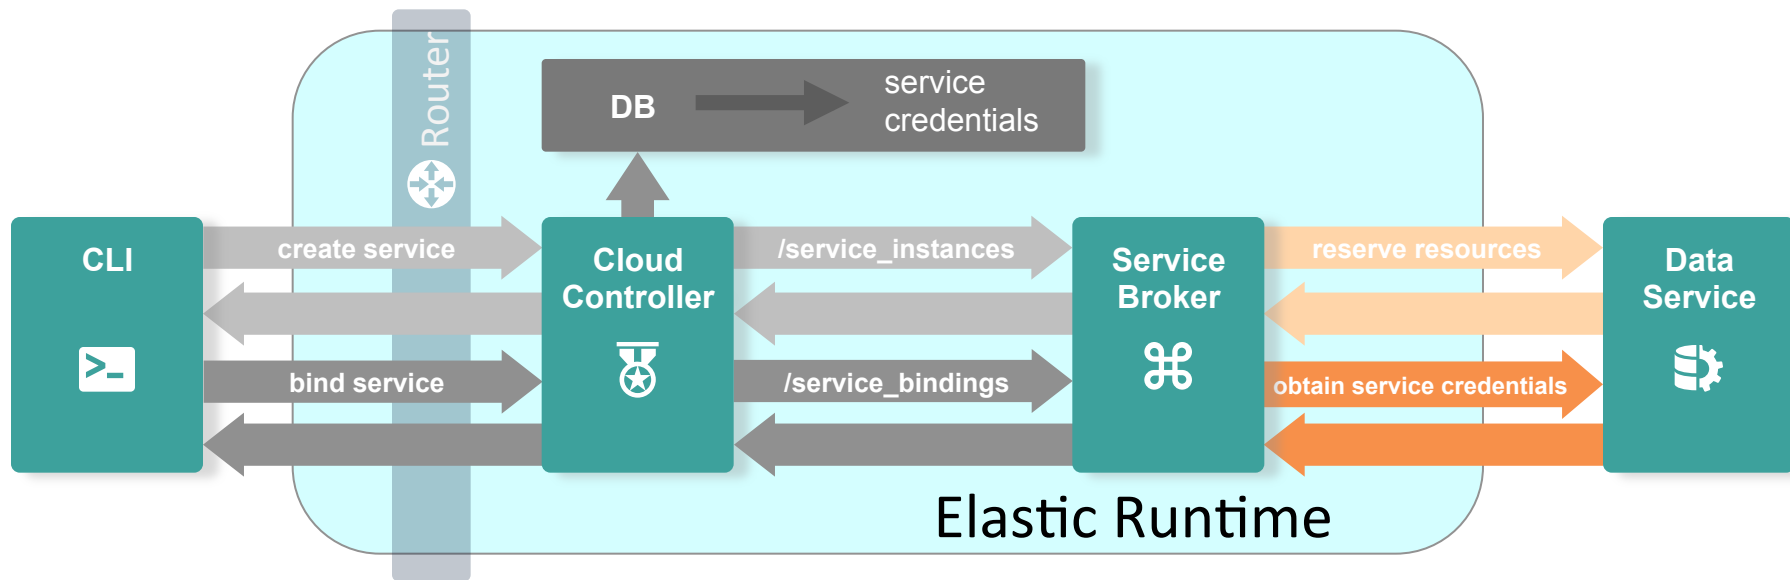 Router
DB
service
credentials
CLI
create service
Cloud
Controller
/service_instances
Service
Broker
reserve resources
Data
Service
>_
bind service
/service_bindings
obtain service credentials
Elastic Runtime